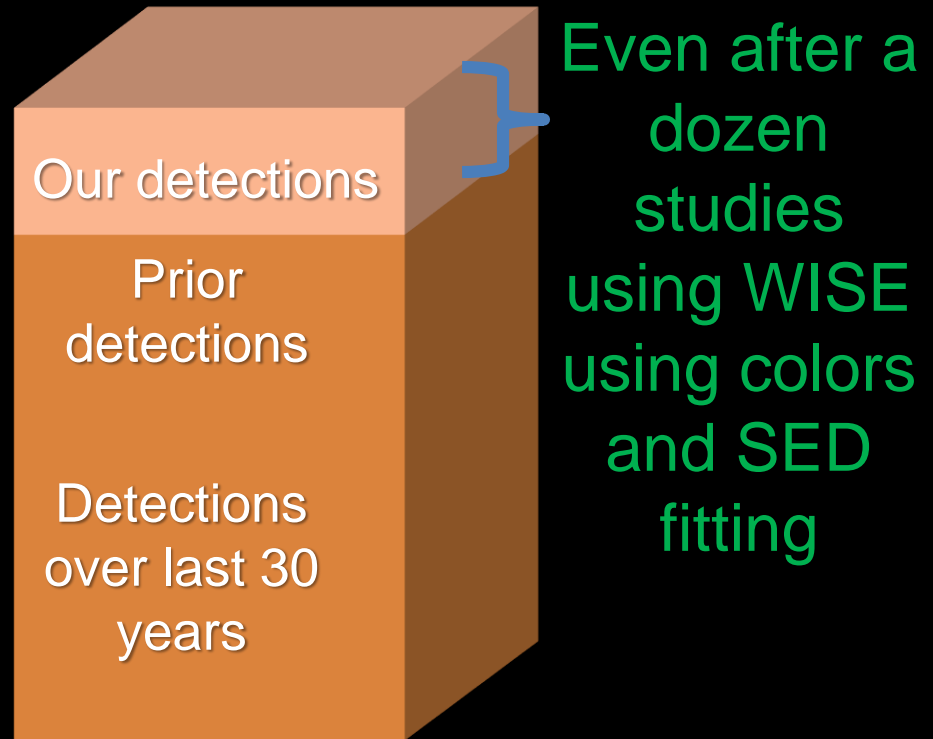 Our detections
Prior
detections
Detections
over last 30
years
Even after a
dozen
studies
using WISE
using colors
and SED
fitting